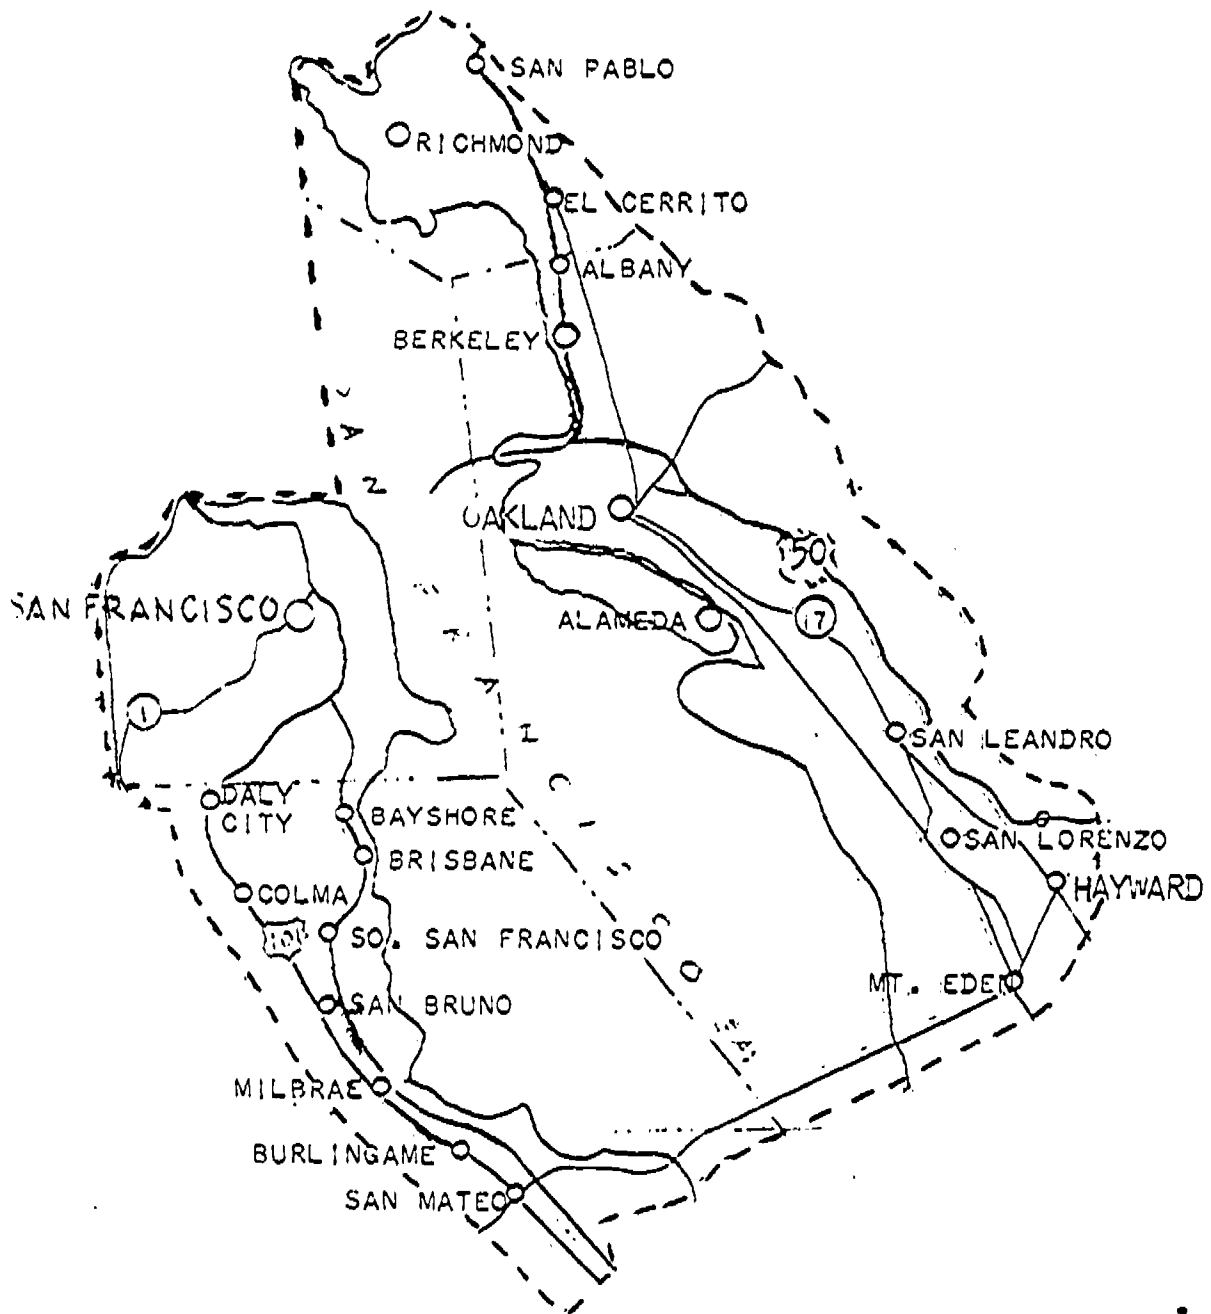 SAN PABLO
RICHMOND
EL CERRITO
ALBANY
BERKELEY
OAKLAND
50
SAN FRANCISCO
ALAMEDA
17
1
SAN LEANDRO
DALY
CITY
BAYSHORE
SAN LORENZO
BRISBANE
HAYWARD
COLMA
101
SO. SAN FRANCISCO
MT. EDEN
SAN BRUNO
MILBRAE
BURLINGAME
SAN MATEO